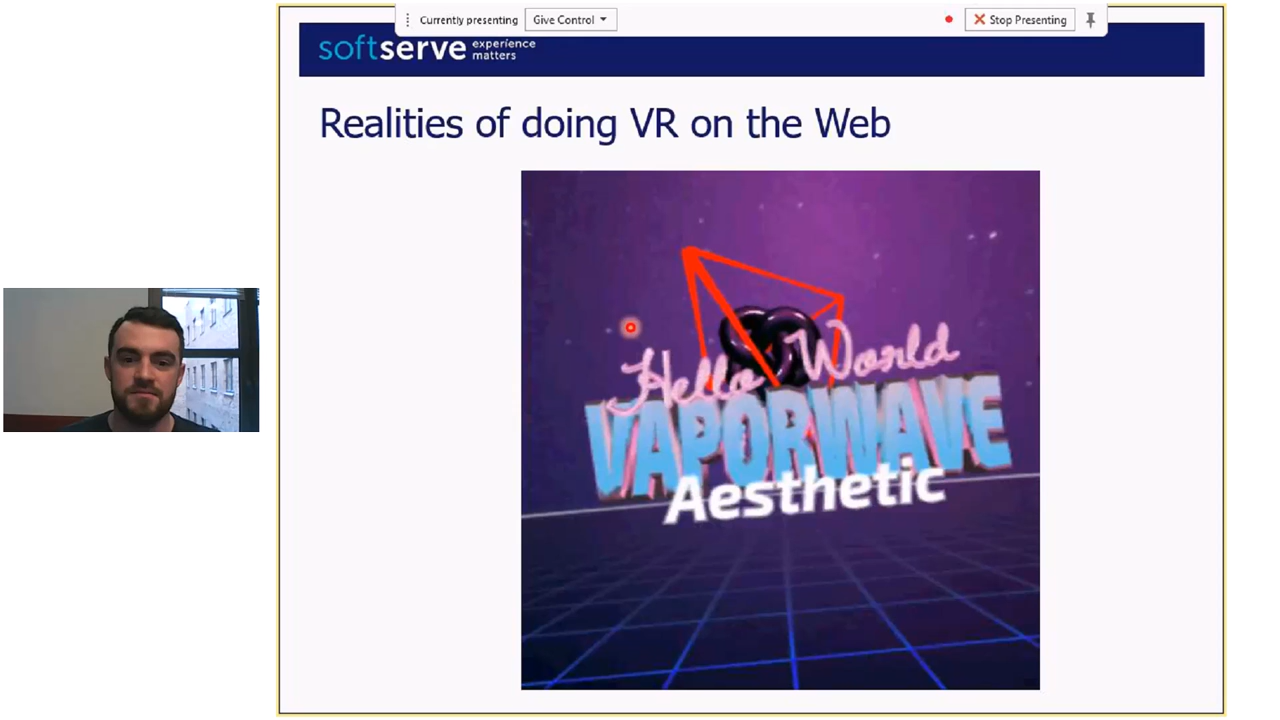 Currently presenting Give Control Stop Presenting
softserve experience matters
Realities of doing VR on the Web
Hello World
VAPORWAVE
Aesthetic